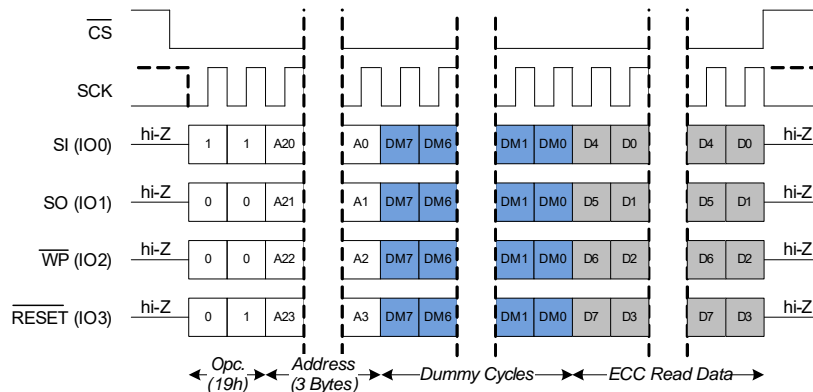 CS
SCK
SI (IO0) hi-Z 1 1 A20 A0 DM7 DM6 DM1 DM0 D4 D0 D4 D0 hi-Z
SO (IO1) hi-Z 0 0 A21 A1 DM7 DM6 DM1 DM0 D5 D1 D5 D1 hi-Z
WP (IO2) hi-Z 0 0 A22 A2 DM7 DM6 DM1 DM0 D6 D2 D6 D2 hi-Z
RESET (IO3) hi-Z 0 1 A23 A3 DM7 DM6 DM1 DM0 D7 D3 D7 D3 hi-Z
Opc. Address Dummy Cycles ECC Read Data
(19h) (3 Bytes)